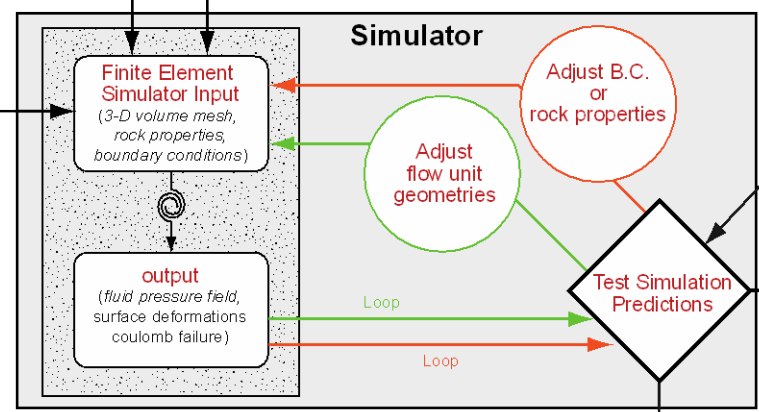 Simulator
Finite Element
Simulator Input
(3-D volume mesh,
rock properties,
boundary conditions)
Adjust B.C.
or
rock properties
Adjust
flow unit
geometries
output
(fluid pressure field,
surface deformations
coulomb failure)
Test Simulation
Predictions
Loop
Loop